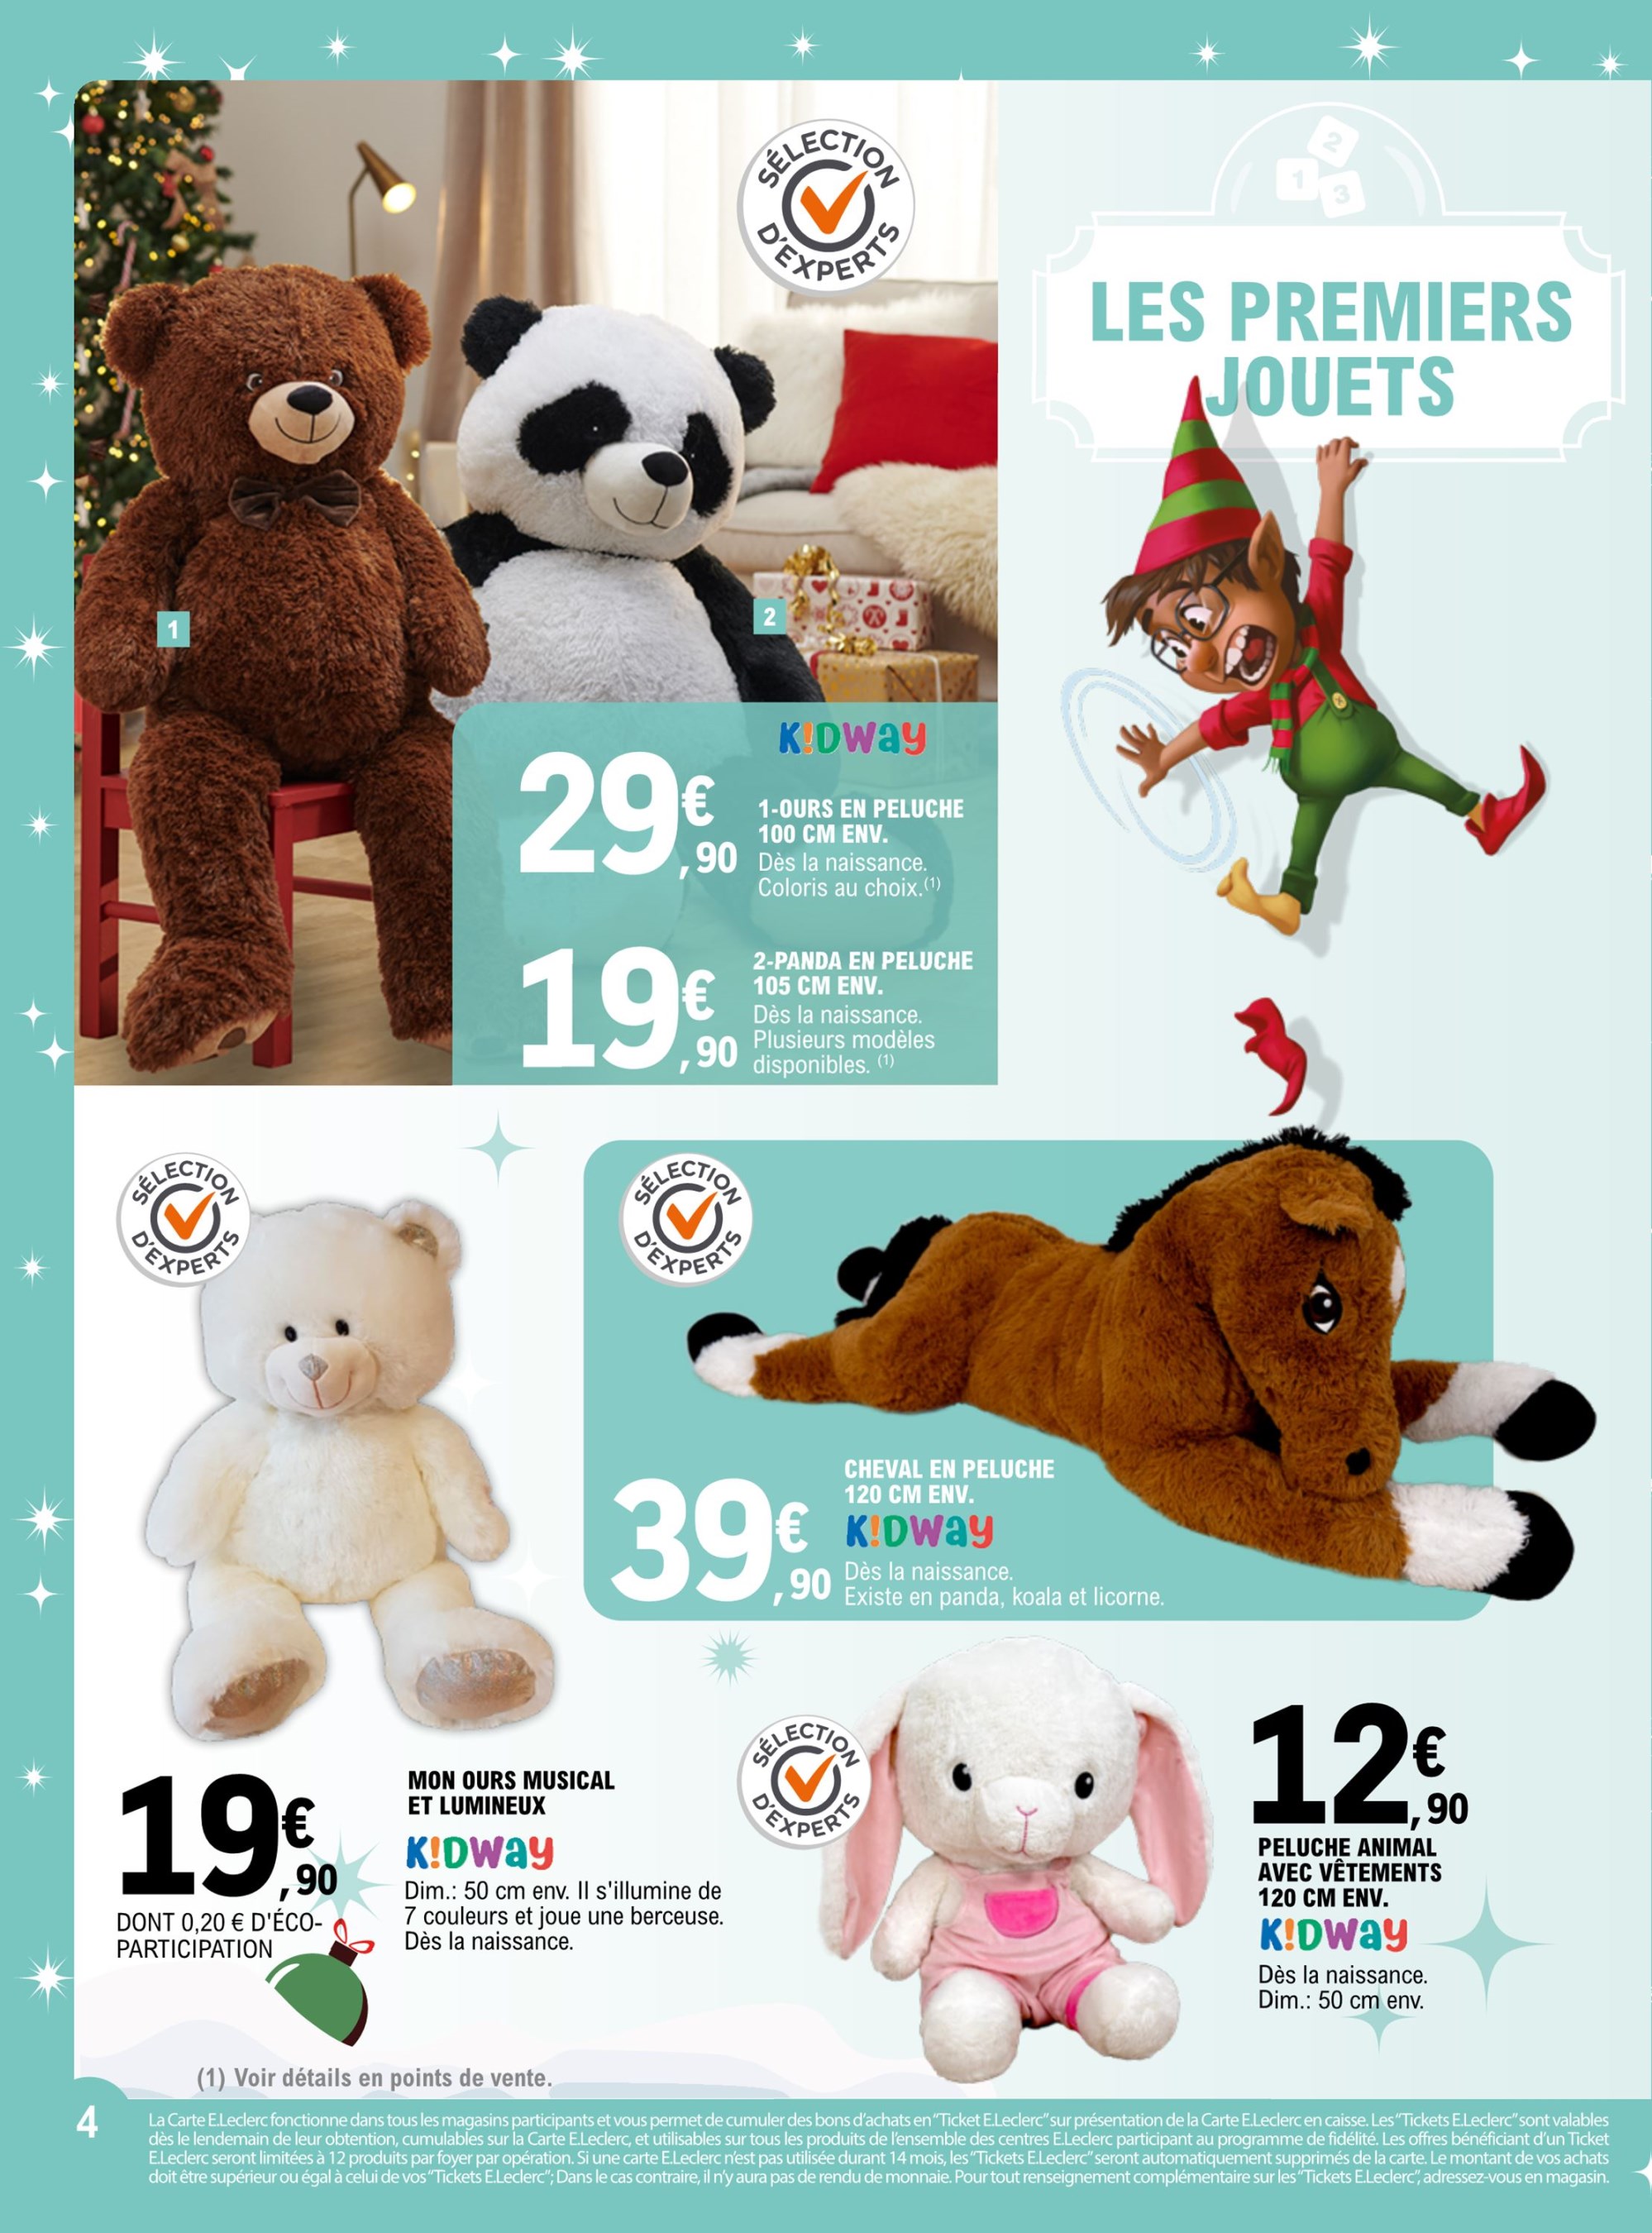 SÉLECTION
D'EXPERTS
2
1
3
LES PREMIERS
JOUETS
1
2
K!DWAY
29€,90
1-OURS EN PELUCHE
100 CM ENV.
Dès la naissance.
Coloris au choix.(1)
19€,90
2-PANDA EN PELUCHE
105 CM ENV.
Dès la naissance.
Plusieurs modèles
disponibles. (1)
SÉLECTION
D'EXPERTS
SÉLECTION
D'EXPERTS
39€,90
CHEVAL EN PELUCHE
120 CM ENV.
K!DWAY
Dès la naissance.
Existe en panda, koala et licorne.
19€,90
DONT 0,20 € D'ÉCO-
PARTICIPATION
MON OURS MUSICAL
ET LUMINEUX
K!DWAY
Dim.: 50 cm env. Il s'illumine de
7 couleurs et joue une berceuse.
Dès la naissance.
SÉLECTION
D'EXPERTS
12€,90
PELUCHE ANIMAL
AVEC VÊTEMENTS
120 CM ENV.
K!DWAY
Dès la naissance.
Dim.: 50 cm env.
(1) Voir détails en points de vente.
4
La Carte E.Leclerc fonctionne dans tous les magasins participants et vous permet de cumuler des bons d'achats en "Ticket E.Leclerc" sur présentation de la Carte E.Leclerc en caisse. Les "Tickets E.Leclerc" sont valables
dès le lendemain de leur obtention, cumulables sur la Carte E.Leclerc, et utilisables sur tous les produits de l'ensemble des centres E.Leclerc participant au programme de fidélité. Les offres bénéficiant d'un Ticket
E.Leclerc seront limitées à 12 produits par foyer par opération. Si une carte E.Leclerc n'est pas utilisée durant 14 mois, les "Tickets E.Leclerc" seront automatiquement supprimés de la carte. Le montant de vos achats
doit être supérieur ou égal à celui de vos "Tickets E.Leclerc"; Dans le cas contraire, il n'y aura pas de rendu de monnaie. Pour tout renseignement complémentaire sur les "Tickets E.Leclerc", adressez-vous en magasin.